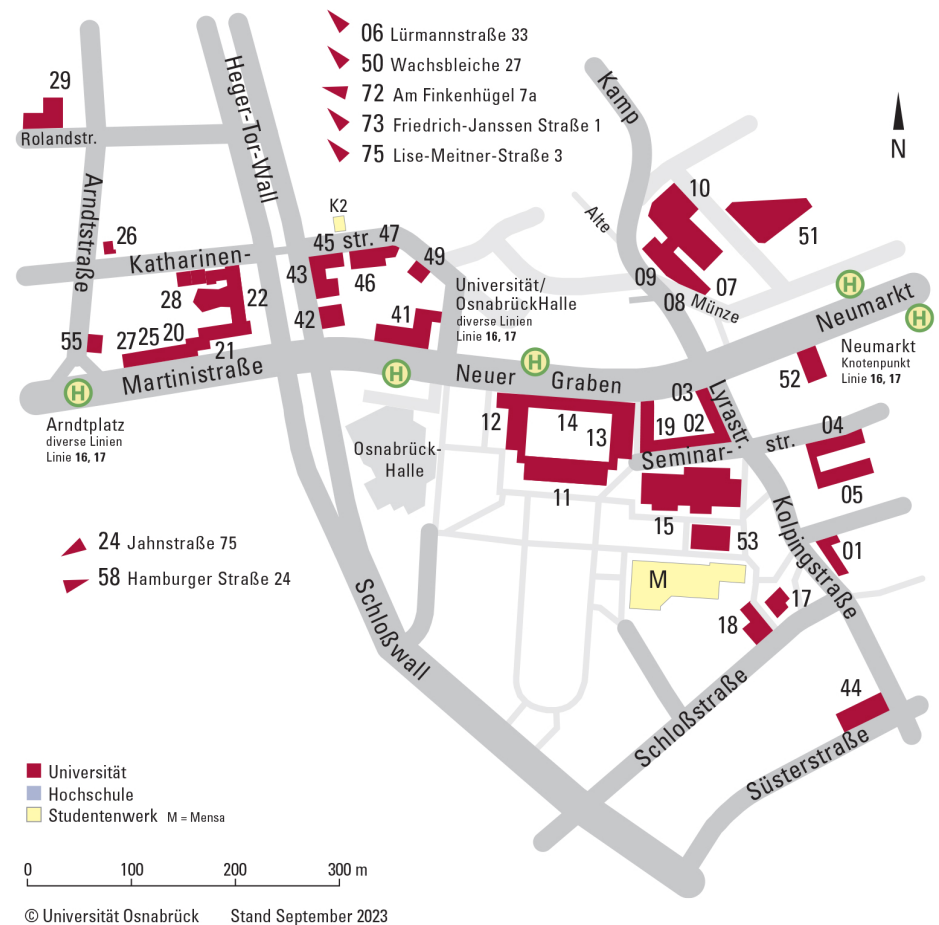 06 Lürmannstraße 33
50 Wachsbleiche 27
72 Am Finkenhügel 7a
73 Friedrich-Janssen Straße 1
75 Lise-Meitner-Straße 3
N
29
Rolandstr.
Heger-Tor-Wall
Kamp
Arndtstraße
26
K2
Katharinen-
str.
45
47
43
46
49
42
41
28
22
55
27
25
20
21
Martinistraße
Alte
Münze
10
51
09
08
07
Universität/
OsnabrückHalle
diverse Linien
Linie 16, 17
H
H
H
H
H
Neumarkt
Neumarkt
Knotenpunkt
Linie 16, 17
52
Arndtplatz
diverse Linien
Linie 16, 17
Neuer Graben
12
14
13
11
03
19
02
Lyrastr.
Seminar-
str.
04
05
Osnabrück-
Halle
15
53
M
Kolpingstraße
01
17
18
24 Jahnstraße 75
58 Hamburger Straße 24
Schloßwall
Schloßstraße
44
Süsterstraße
Universität
Hochschule
Studentenwerk M = Mensa
0 100 200 300 m
© Universität Osnabrück Stand September 2023